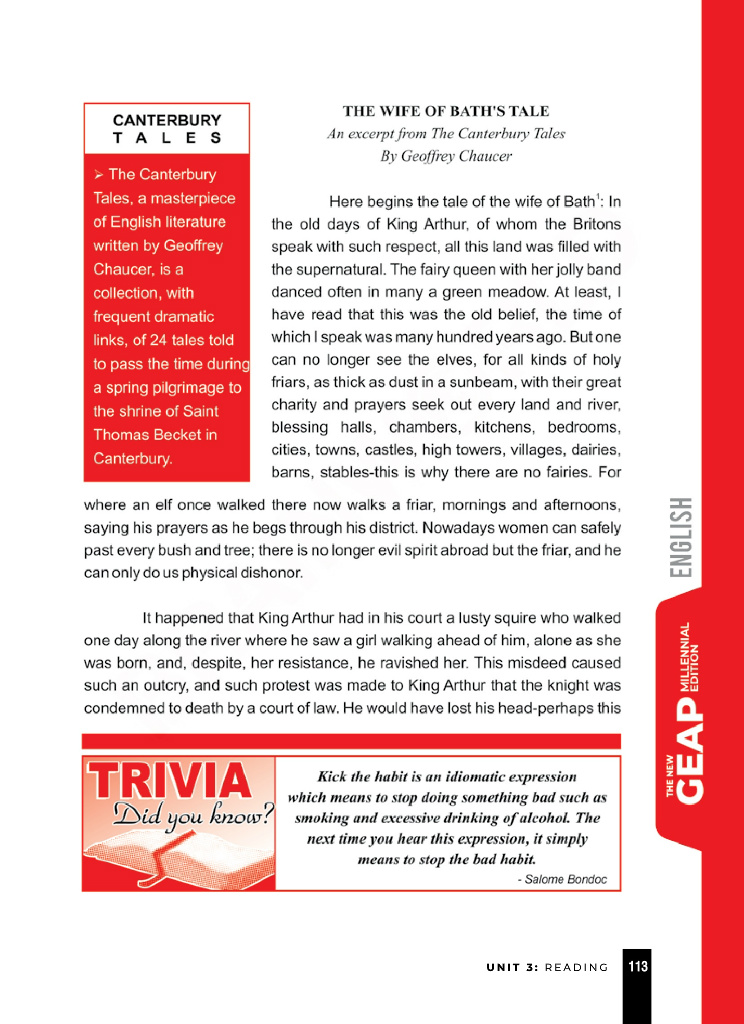 CANTERBURY
T A L E S
➢ The Canterbury
Tales, a masterpiece
of English literature
written by Geoffrey
Chaucer, is a
collection, with
frequent dramatic
links, of 24 tales told
to pass the time during
a spring pilgrimage to
the shrine of Saint
Thomas Becket in
Canterbury.
THE WIFE OF BATH'S TALE
An excerpt from The Canterbury Tales
By Geoffrey Chaucer
Here begins the tale of the wife of Bath¹: In
the old days of King Arthur, of whom the Britons
speak with such respect, all this land was filled with
the supernatural. The fairy queen with her jolly band
danced often in many a green meadow. At least, I
have read that this was the old belief, the time of
which I speak was many hundred years ago. But one
can no longer see the elves, for all kinds of holy
friars, as thick as dust in a sunbeam, with their great
charity and prayers seek out every land and river,
blessing halls, chambers, kitchens, bedrooms,
cities, towns, castles, high towers, villages, dairies,
barns, stables-this is why there are no fairies. For
where an elf once walked there now walks a friar, mornings and afternoons,
saying his prayers as he begs through his district. Nowadays women can safely
past every bush and tree; there is no longer evil spirit abroad but the friar, and he
can only do us physical dishonor.
It happened that King Arthur had in his court a lusty squire who walked
one day along the river where he saw a girl walking ahead of him, alone as she
was born, and, despite, her resistance, he ravished her. This misdeed caused
such an outcry, and such protest was made to King Arthur that the knight was
condemned to death by a court of law. He would have lost his head-perhaps this
TRIVIA
Did you know?
Kick the habit is an idiomatic expression
which means to stop doing something bad such as
smoking and excessive drinking of alcohol. The
next time you hear this expression, it simply
means to stop the bad habit.
- Salome Bondoc
ENGLISH
THE NEW
GEAP
MILLENNIAL
EDITION
UNIT 3: READING
113